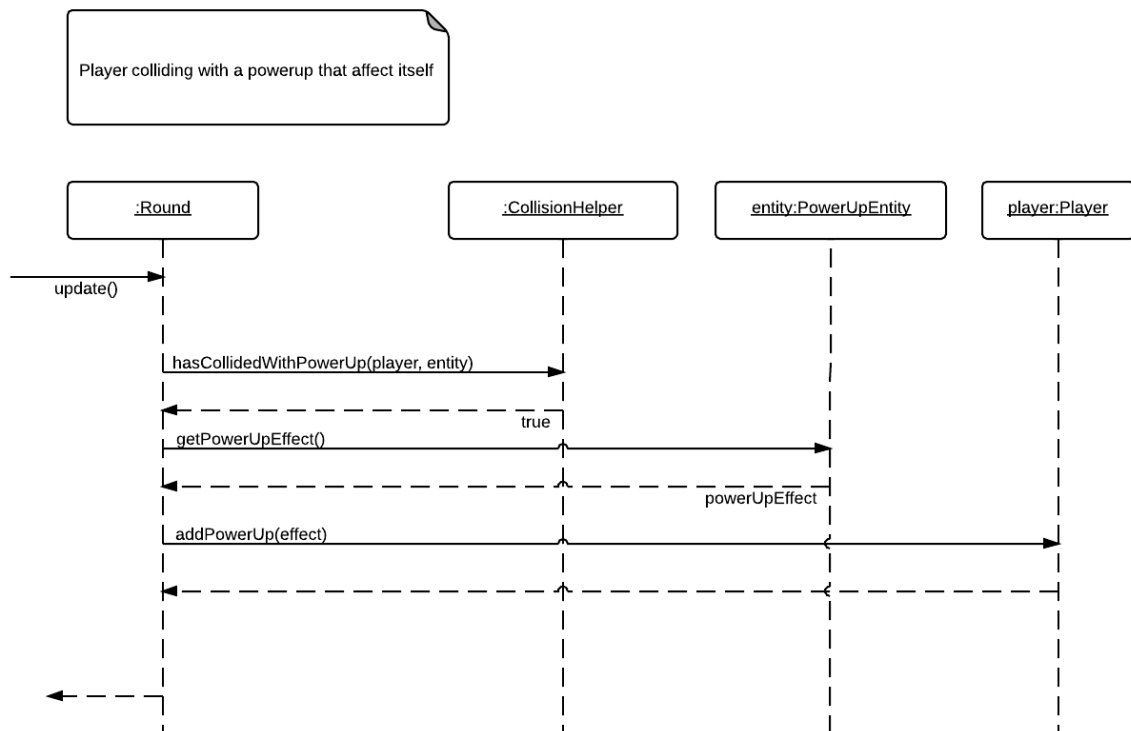 Player colliding with a powerup that affect itself
:Round
:CollisionHelper
entity:PowerUpEntity
player:Player
update()
hasCollidedWithPowerUp(player, entity)
true
getPowerUpEffect()
powerUpEffect
addPowerUp(effect)